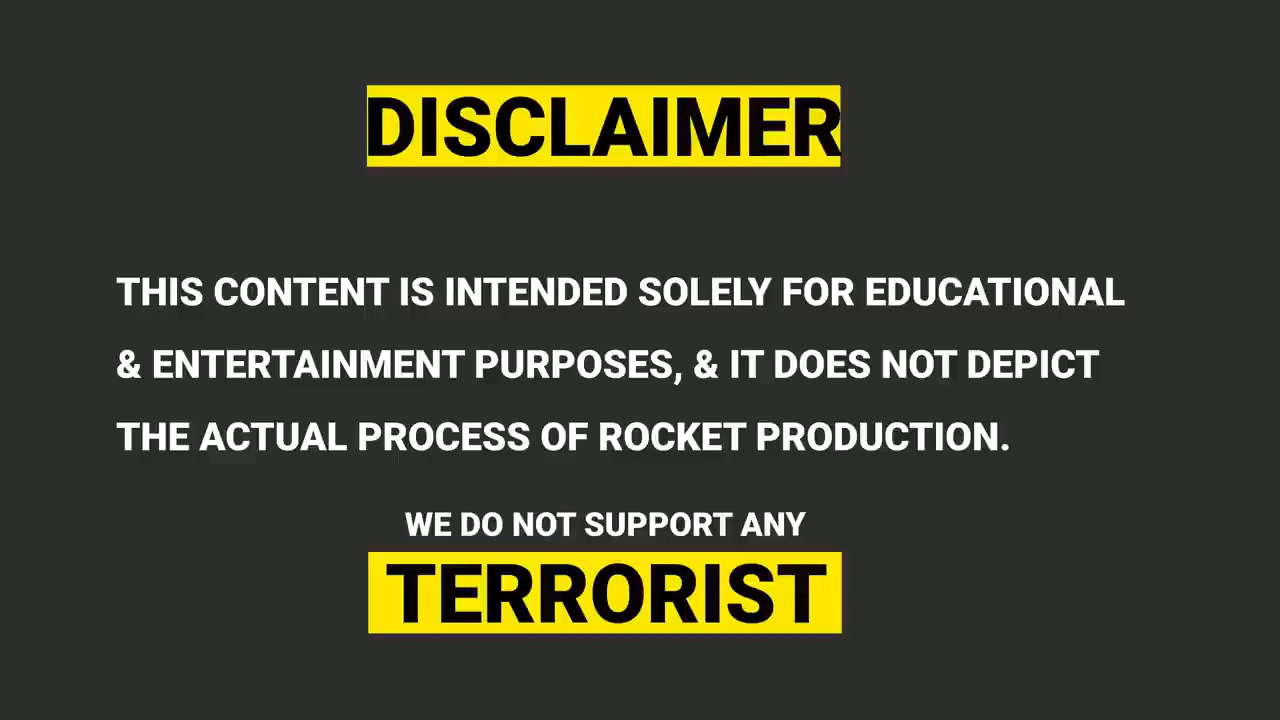 DISCLAIMER
THIS CONTENT IS INTENDED SOLELY FOR EDUCATIONAL
& ENTERTAINMENT PURPOSES, & IT DOES NOT DEPICT
THE ACTUAL PROCESS OF ROCKET PRODUCTION.
WE DO NOT SUPPORT ANY
TERRORIST